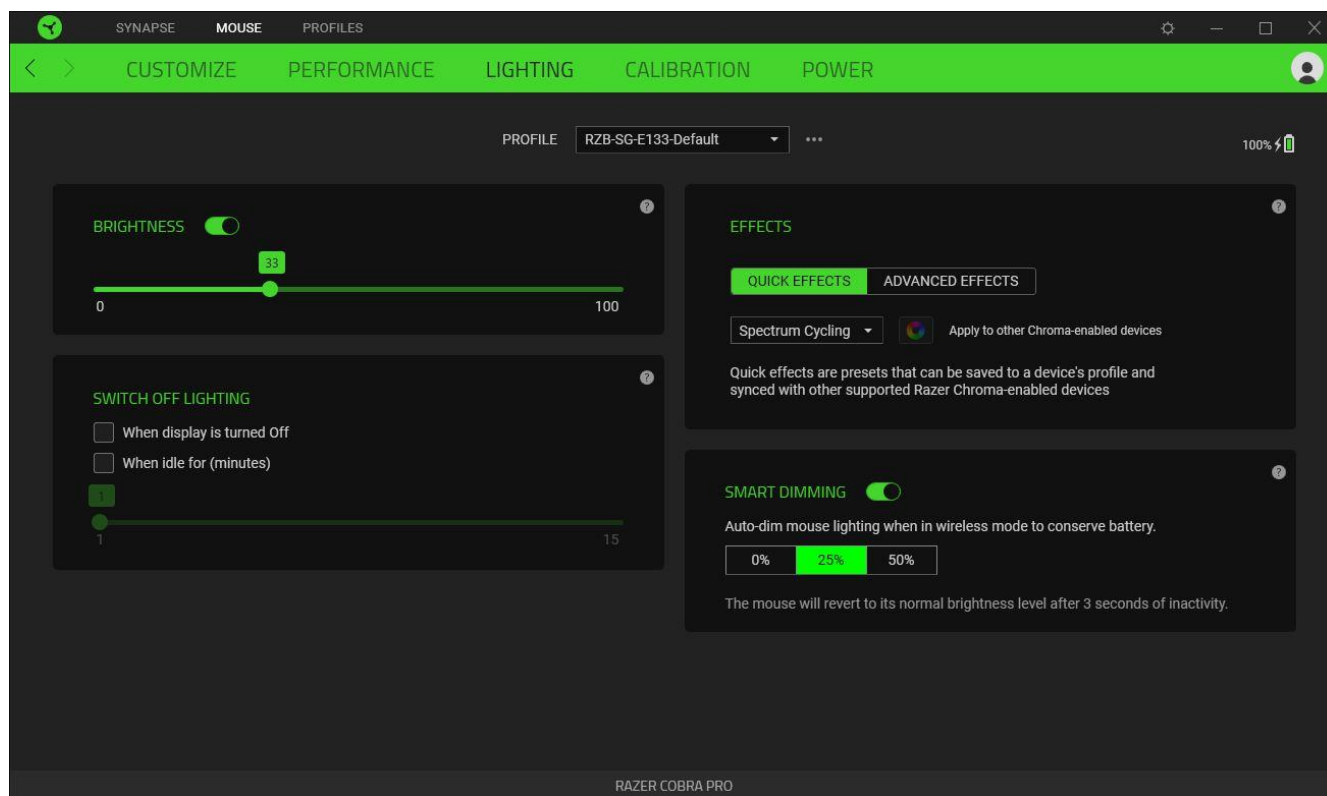 SYNAPSE MOUSE PROFILES
CUSTOMIZE PERFORMANCE LIGHTING CALIBRATION POWER
PROFILE RZB-SG-E133-Default
100%
BRIGHTNESS
33
0 100
SWITCH OFF LIGHTING
When display is turned Off
When idle for (minutes)
1
1 15
EFFECTS
QUICK EFFECTS ADVANCED EFFECTS
Spectrum Cycling Apply to other Chroma-enabled devices
Quick effects are presets that can be saved to a device's profile and
synced with other supported Razer Chroma-enabled devices
SMART DIMMING
Auto-dim mouse lighting when in wireless mode to conserve battery.
0% 25% 50%
The mouse will revert to its normal brightness level after 3 seconds of inactivity.
RAZER COBRA PRO